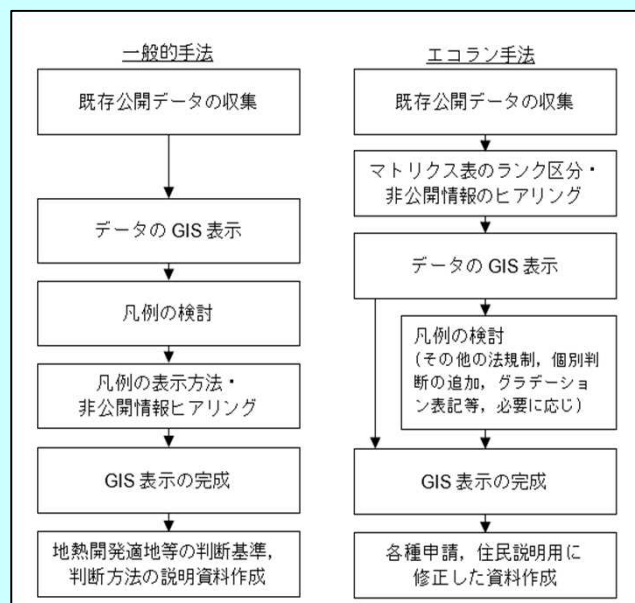 一般的手法
既存公開データの収集
データの GIS 表示
凡例の検討
凡例の表示方法・
非公開情報ヒアリング
GIS 表示の完成
地熱開発適地等の判断基準,
判断方法の説明資料作成
エコラン手法
既存公開データの収集
マトリクス表のランク区分・
非公開情報のヒアリング
データの GIS 表示
凡例の検討
(その他の法規制, 個別判
断の追加, グラデーショ
ン表記等, 必要に応じ)
GIS 表示の完成
各種申請, 住民説明用に
修正した資料作成